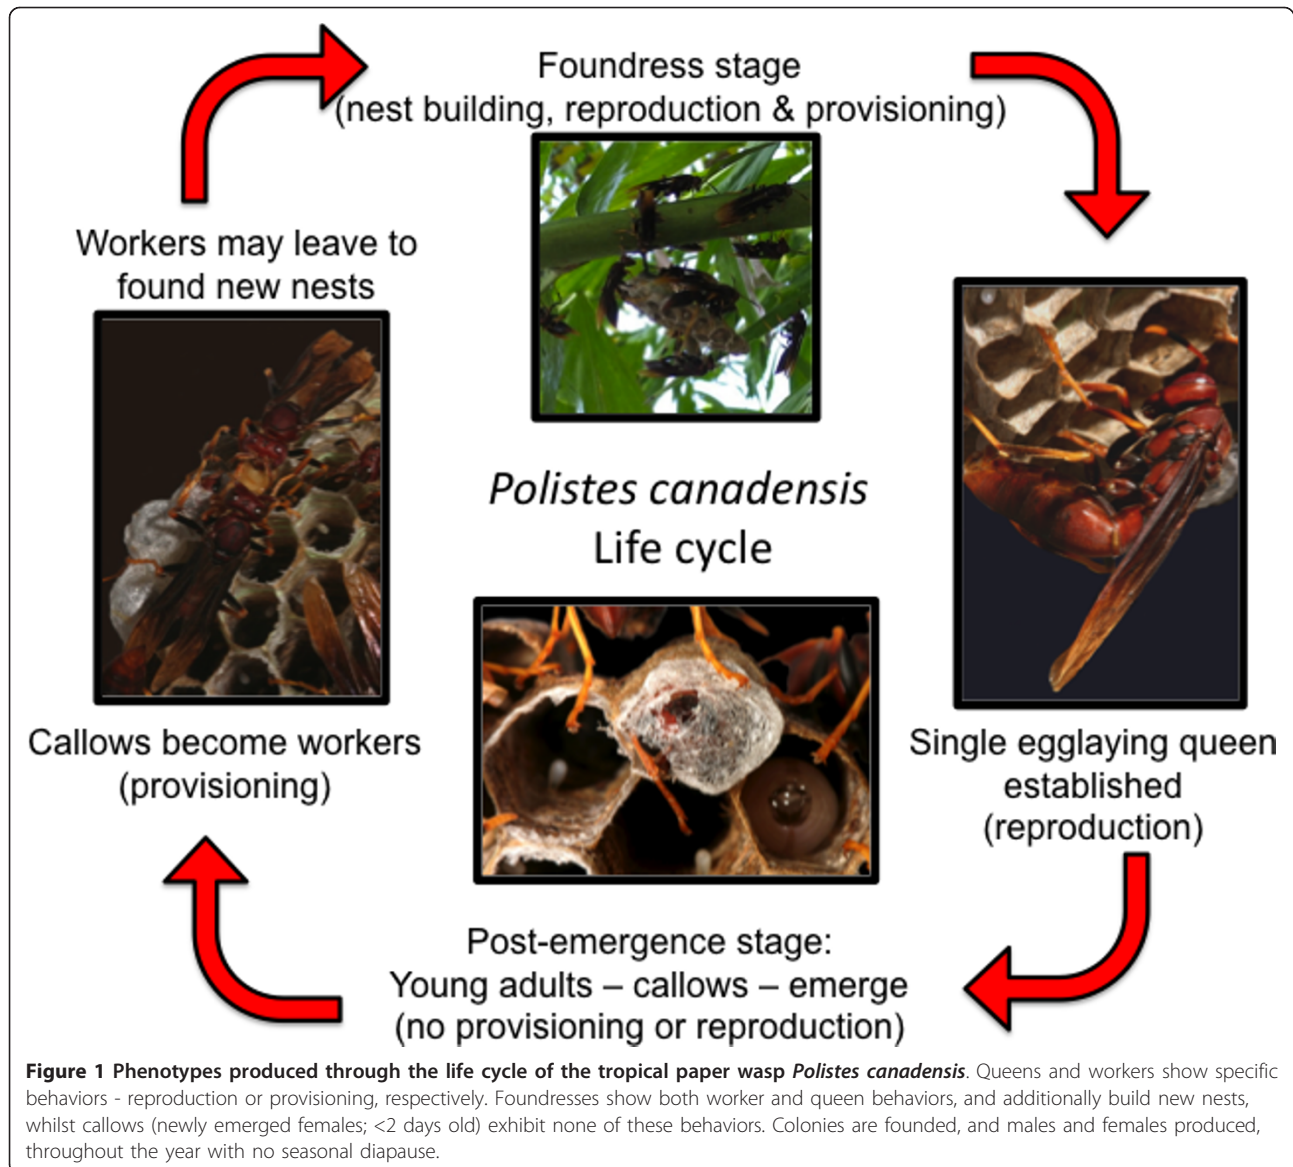 Foundress stage
(nest building, reproduction & provisioning)
Workers may leave to
found new nests
Polistes canadensis
Life cycle
Callows become workers
(provisioning)
Single egglaying queen
established
(reproduction)
Post-emergence stage:
Young adults – callows – emerge
(no provisioning or reproduction)
Figure 1 Phenotypes produced through the life cycle of the tropical paper wasp Polistes canadensis. Queens and workers show specific
behaviors - reproduction or provisioning, respectively. Foundresses show both worker and queen behaviors, and additionally build new nests,
whilst callows (newly emerged females; <2 days old) exhibit none of these behaviors. Colonies are founded, and males and females produced,
throughout the year with no seasonal diapause.